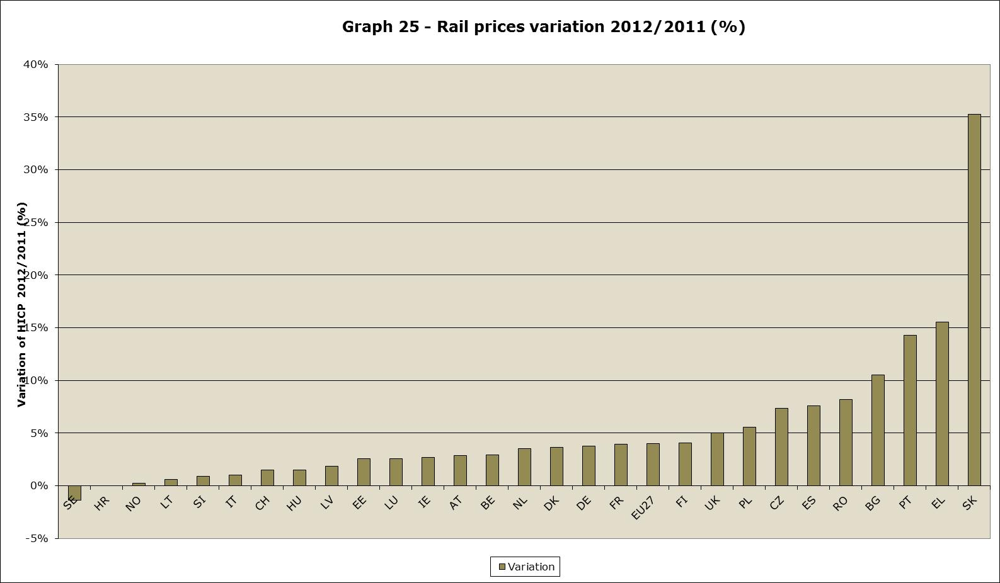 Graph 25 - Rail prices variation 2012/2011 (%)
Variation of HICP 2012/2011 (%)
40%
35%
30%
25%
20%
15%
10%
5%
0%
-5%
SE HR NO LT SI IT CH HU LV EE LU IE AT BE NL DK DE FR EU27 FI UK PL CZ ES RO BG PT EL SK
Variation